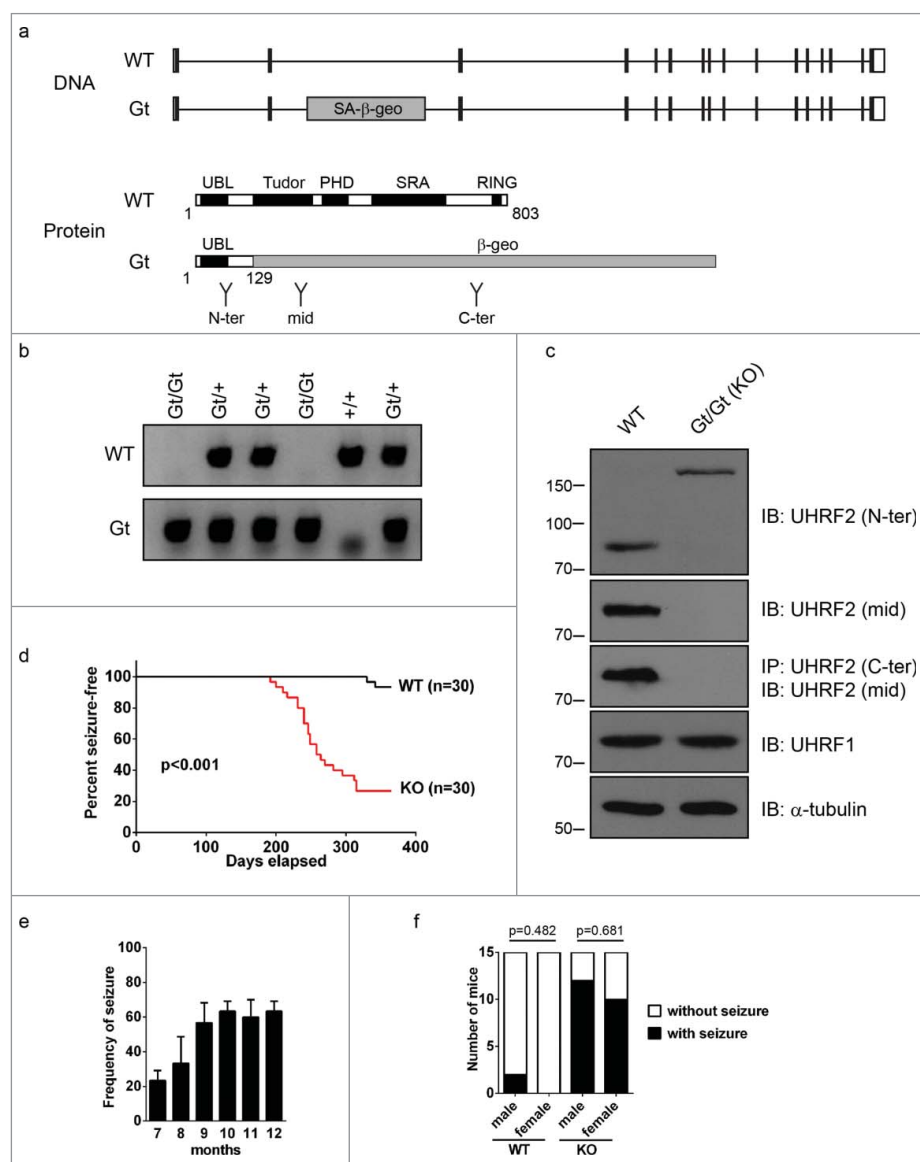 a
WT
DNA
Gt
SA-β-geo
UBL Tudor PHD SRA RING
WT
1 803
Protein
UBL β-geo
Gt
1 129
N-ter mid C-ter
b
Gt/Gt Gt/+ Gt/+ Gt/Gt +/+ Gt/+
WT
Gt
c
WT Gt/Gt (KO)
150
100
70
IB: UHRF2 (N-ter)
70
IB: UHRF2 (mid)
70
IP: UHRF2 (C-ter)
IB: UHRF2 (mid)
70
IB: UHRF1
50
IB: α-tubulin
d
Percent seizure-free
100
80
60
40
20
0
WT (n=30)
p<0.001
KO (n=30)
0 100 200 300 400
Days elapsed
e
Frequency of seizure
100
80
60
40
20
0
7 8 9 10 11 12
months
f
p=0.482 p=0.681
Number of mice
15
10
5
0
male female male female
WT KO
without seizure
with seizure